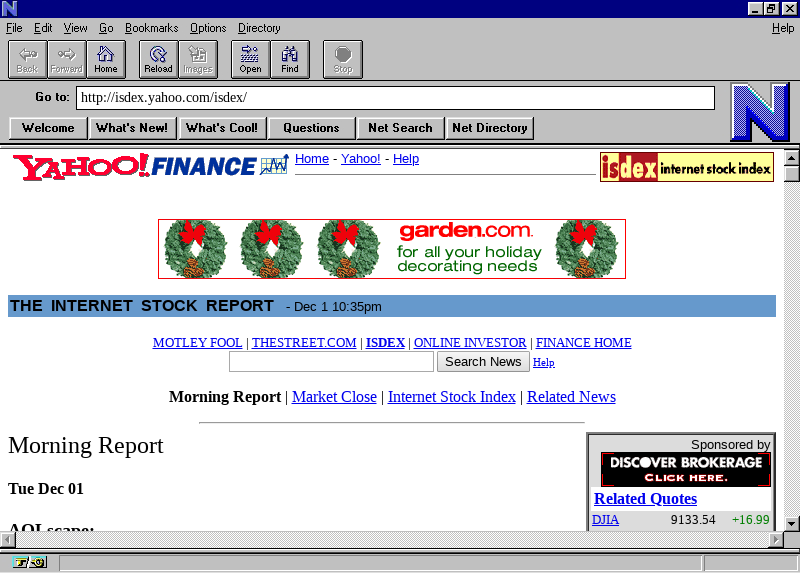 File Edit View Go Bookmarks Options Directory Help
Back Forward Home Reload Images Open Find Stop
Go to: http://isdex.yahoo.com/isdex/
Welcome What's New! What's Cool! Questions Net Search Net Directory
YAHOO! FINANCE Home - Yahoo! - Help isdex internet stock index
garden.com
for all your holiday
decorating needs
THE INTERNET STOCK REPORT - Dec 1 10:35pm
MOTLEY FOOL | THESTREET.COM | ISDEX | ONLINE INVESTOR | FINANCE HOME
Search News Help
Morning Report | Market Close | Internet Stock Index | Related News
Morning Report
Sponsored by
DISCOVER BROKERAGE
CLICK HERE.
Tue Dec 01
Related Quotes
DJIA 9133.54 +16.99
AOLscape: